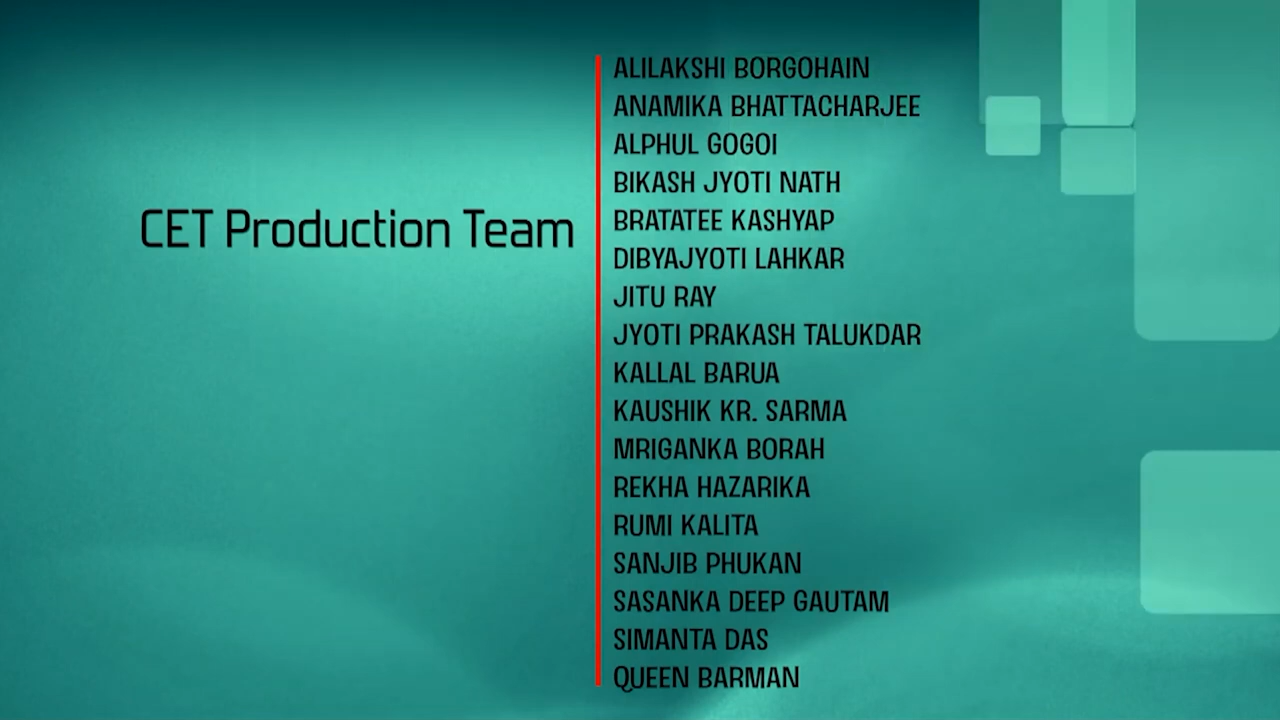 CET Production Team
ALILAKSHI BORGOHAIN
ANAMIKA BHATTACHARJEE
ALPHUL GOGOI
BIKASH JYOTI NATH
BRATATEE KASHYAP
DIBYAJYOTI LAHKAR
JITU RAY
JYOTI PRAKASH TALUKDAR
KALLAL BARUA
KAUSHIK KR. SARMA
MRIGANKA BORAH
REKHA HAZARIKA
RUMI KALITA
SANJIB PHUKAN
SASANKA DEEP GAUTAM
SIMANTA DAS
QUEEN BARMAN